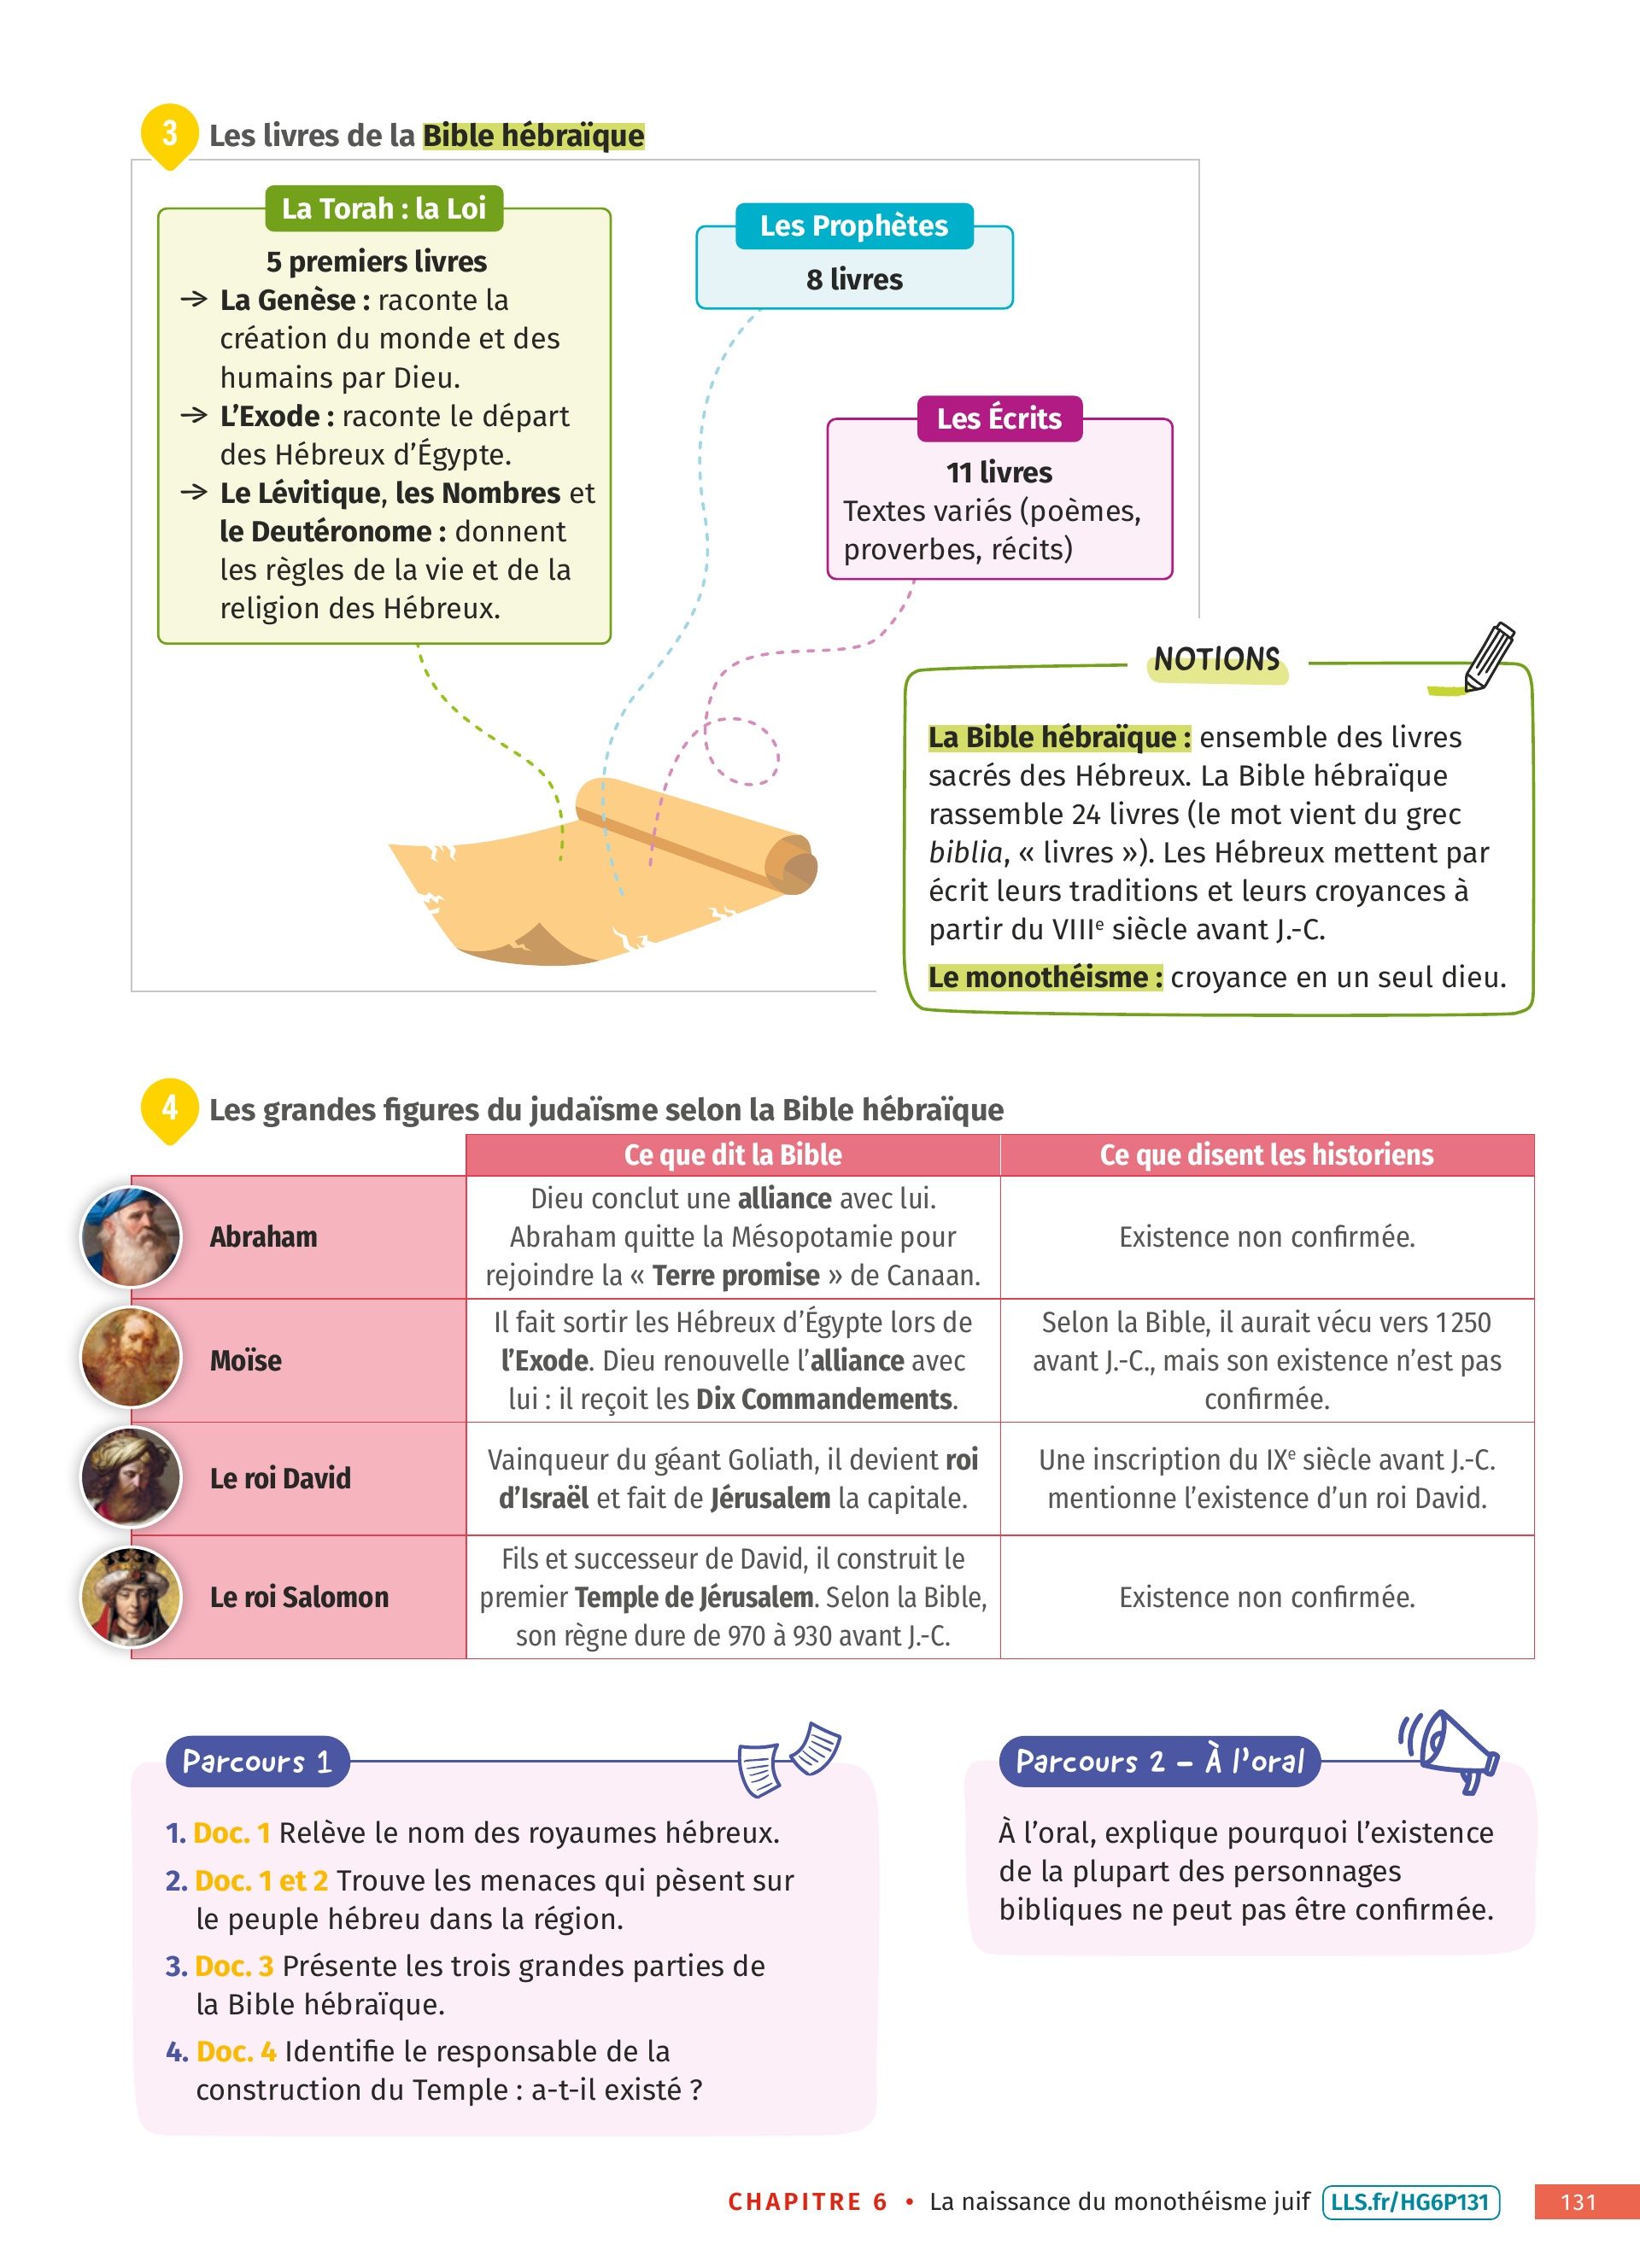 3 Les livres de la Bible hébraïque
La Torah : la Loi
5 premiers livres
→ La Genèse : raconte la
création du monde et des
humains par Dieu.
→ L'Exode : raconte le départ
des Hébreux d'Égypte.
→ Le Lévitique, les Nombres et
le Deutéronome : donnent
les règles de la vie et de la
religion des Hébreux.
Les Prophètes
8 livres
Les Écrits
11 livres
Textes variés (poèmes,
proverbes, récits)
NOTIONS
La Bible hébraïque : ensemble des livres
sacrés des Hébreux. La Bible hébraïque
rassemble 24 livres (le mot vient du grec
biblia, « livres »). Les Hébreux mettent par
écrit leurs traditions et leurs croyances à
partir du VIIIe siècle avant J.-C.
Le monothéisme : croyance en un seul dieu.
4 Les grandes figures du judaïsme selon la Bible hébraïque
Ce que dit la Bible
Ce que disent les historiens
Abraham
Dieu conclut une alliance avec lui.
Abraham quitte la Mésopotamie pour
rejoindre la « Terre promise » de Canaan.
Existence non confirmée.
Moïse
Il fait sortir les Hébreux d'Égypte lors de
l'Exode. Dieu renouvelle l'alliance avec
lui : il reçoit les Dix Commandements.
Selon la Bible, il aurait vécu vers 1250
avant J.-C., mais son existence n'est pas
confirmée.
Le roi David
Vainqueur du géant Goliath, il devient roi
d'Israël et fait de Jérusalem la capitale.
Une inscription du IXe siècle avant J.-C.
mentionne l'existence d'un roi David.
Le roi Salomon
Fils et successeur de David, il construit le
premier Temple de Jérusalem. Selon la Bible,
son règne dure de 970 à 930 avant J.-C.
Existence non confirmée.
Parcours 1
1. Doc. 1 Relève le nom des royaumes hébreux.
2. Doc. 1 et 2 Trouve les menaces qui pèsent sur
le peuple hébreu dans la région.
3. Doc. 3 Présente les trois grandes parties de
la Bible hébraïque.
4. Doc. 4 Identifie le responsable de la
construction du Temple : a-t-il existé ?
Parcours 2 – À l'oral
À l'oral, explique pourquoi l'existence
de la plupart des personnages
bibliques ne peut pas être confirmée.
CHAPITRE 6 • La naissance du monothéisme juif LLS.fr/HG6P131 131